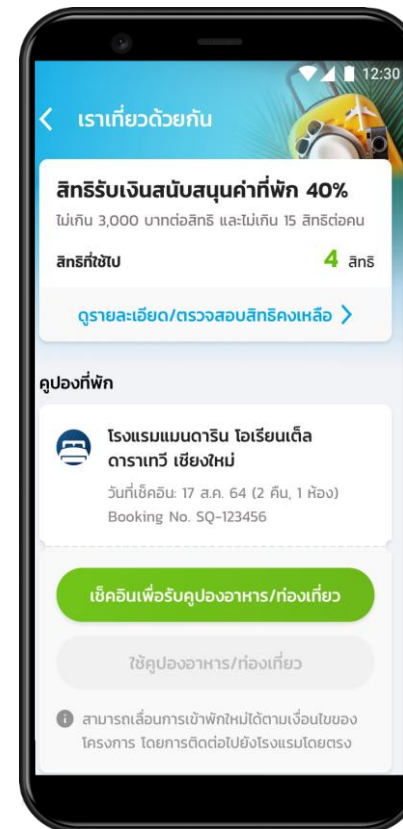 12:30
เราเที่ยวด้วยกัน
สิทธิรับเงินสนับสนุนค่าที่พัก 40%
ไม่เกิน 3,000 บาทต่อสิทธิ และไม่เกิน 15 สิทธิต่อคน
สิทธิที่ใช้ไป 4 สิทธิ
ดูรายละเอียด/ตรวจสอบสิทธิคงเหลือ
คูปองที่พัก
โรงแรมแมนดาริน โอเรียนเต็ล
ดาราเทวี เชียงใหม่
วันที่เช็คอิน: 17 ส.ค. 64 (2 คืน, 1 ห้อง)
Booking No. SQ-123456
เช็คอินเพื่อรับคูปองอาหาร/ท่องเที่ยว
ใช้คูปองอาหาร/ท่องเที่ยว
สามารถเลื่อนการเข้าพักใหม่ได้ตามเงื่อนไขของ
โครงการ โดยการติดต่อไปยังโรงแรมโดยตรง